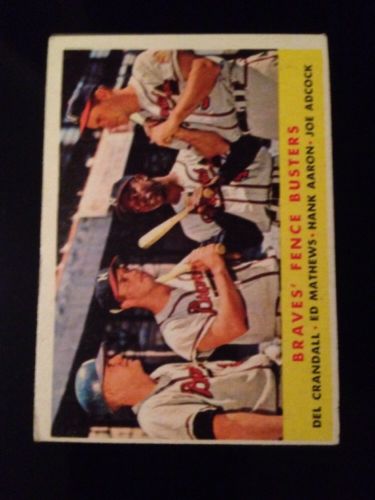 BRAVES' FENCE BUSTERS
DEL CRANDALL • ED MATHEWS • HANK AARON • JOE ADCOCK